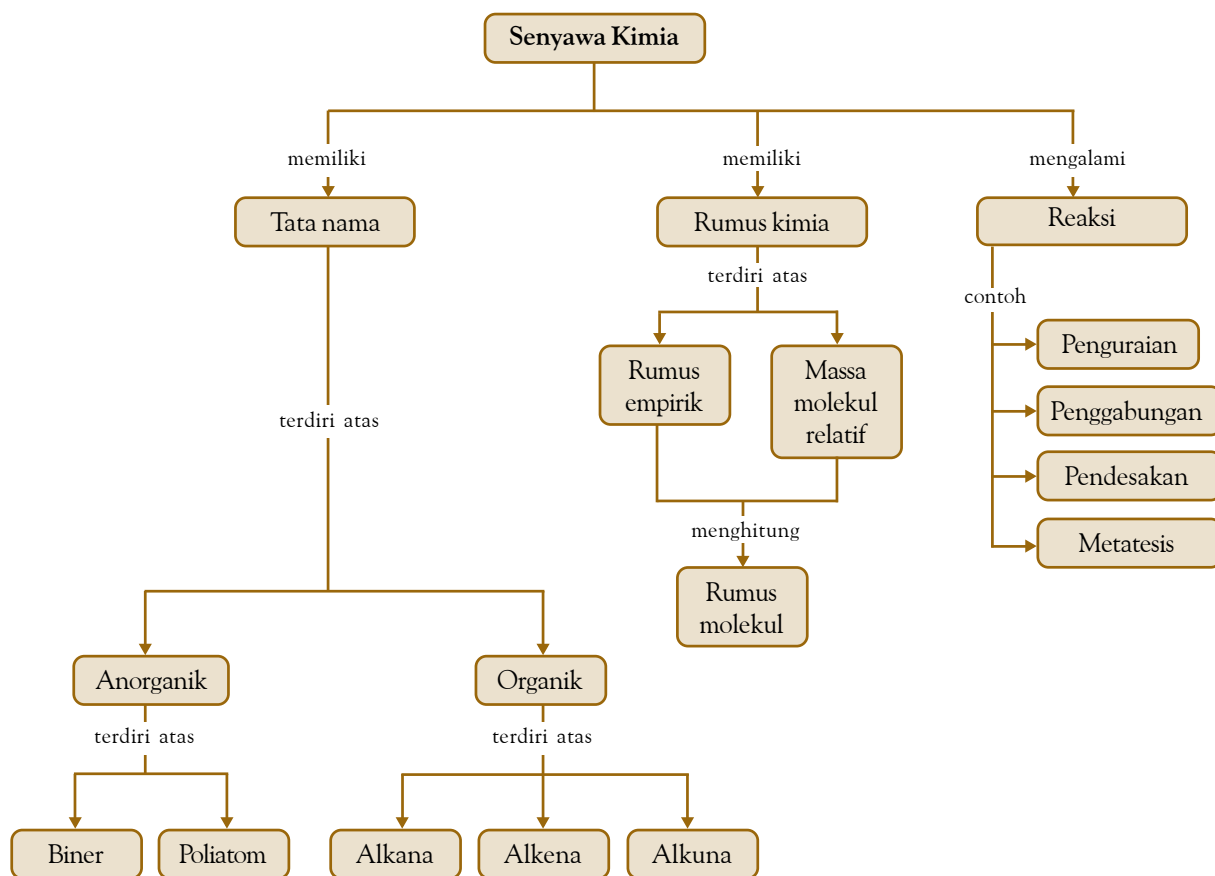 Senyawa Kimia
memiliki
memiliki
mengalami
Tata nama
Rumus kimia
Reaksi
terdiri atas
contoh
Rumus
empirik
Massa
molekul
relatif
Penguraian
Penggabungan
Pendesakan
Metatesis
terdiri atas
menghitung
Rumus
molekul
Anorganik
Organik
terdiri atas
terdiri atas
Biner
Poliatom
Alkana
Alkena
Alkuna